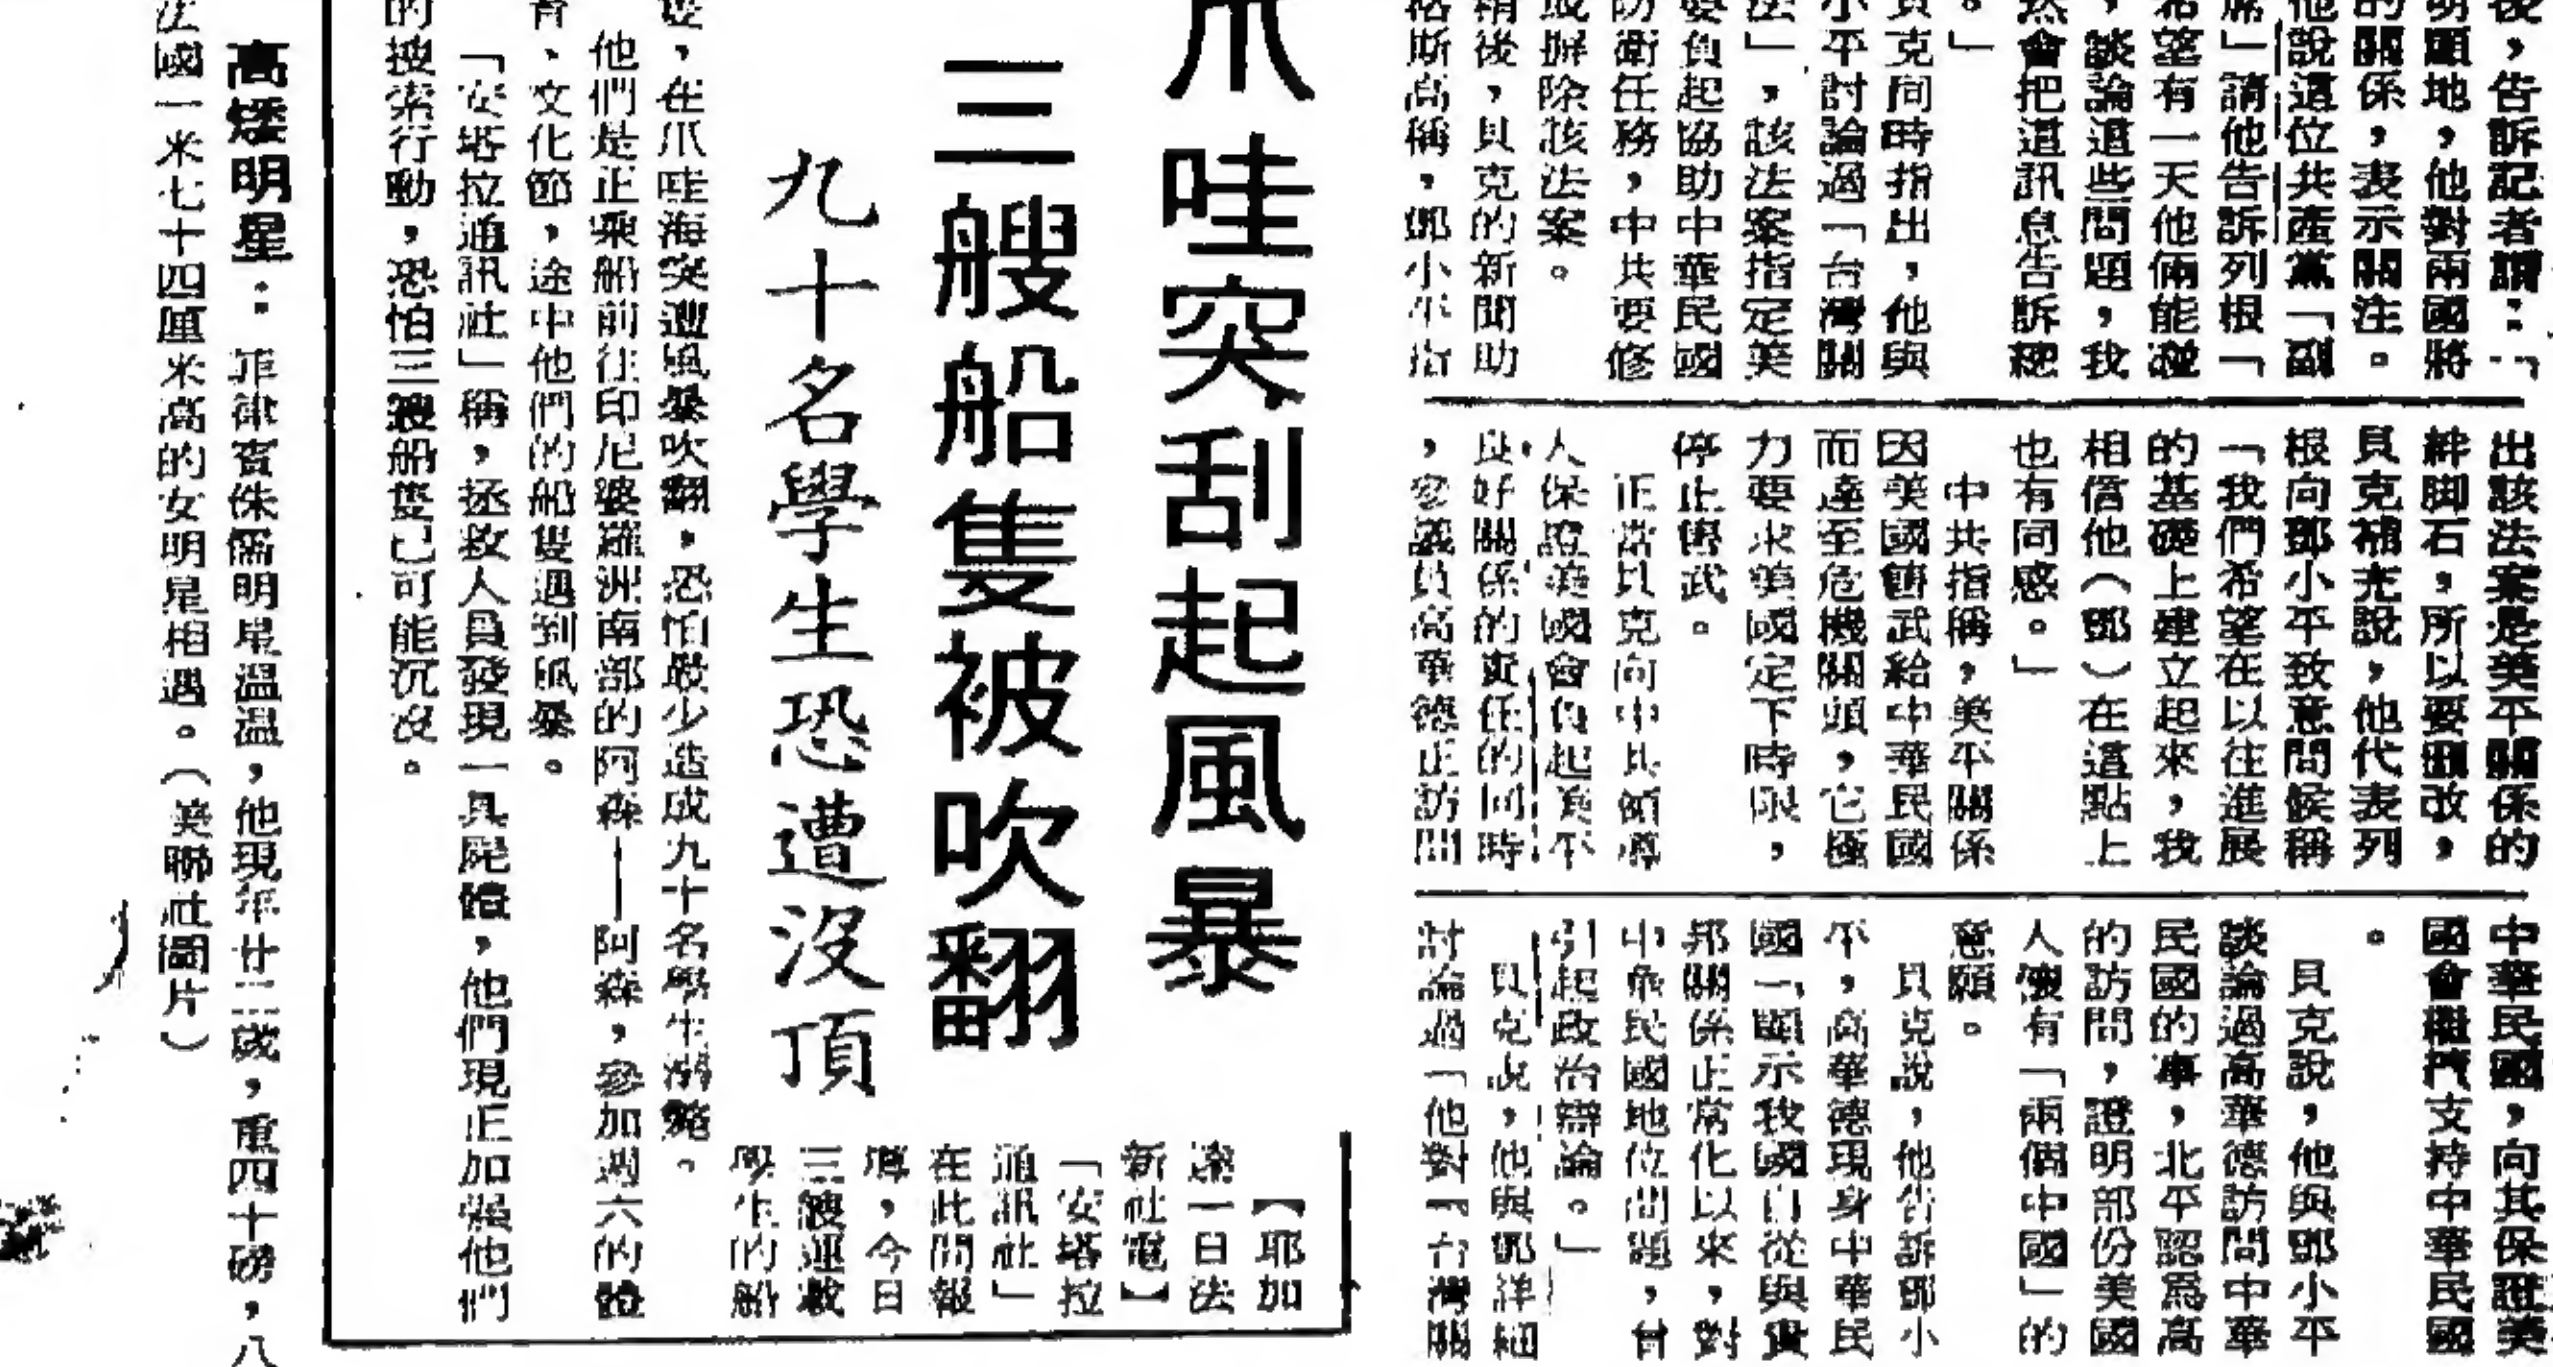 後，告訴記者謂：「
明顯地，他對兩國將
的關係，表示關注。
他說這位共產黨「副
席」請他告訴列根「
希望有一天他倆能碰
，談論這些問題，我
然會把這訊息告訴總
。」
貝克同時指出，他與
小平討論過「台灣關
法」，該法案指定美
要負起協助中華民國
防衛任務，中共要修
或摒除該法案。
稍後，貝克的新聞助
格斯高稱，鄧小平指
出該法案是美平關係的
絆脚石，所以要刪改，
貝克補充說，他代表列
根向鄧小平致意問候稱
「我們希望在以往進展
的基礎上建立起來，我
相信他（鄧）在這點上
也有同感。」
中共指稱，美平關係
因美國售武給中華民國
而達至危機關頭，它極
力要求美國定下時限，
停止售武。
正當貝克向中共領導
人保證美國會負起美平
良好關係的責任的同時
，參議員高華德正訪問
中華民國，向其保證美
國會繼續支持中華民國
。
貝克說，他與鄧小平
談論過高華德訪問中華
民國的事，北平認為高
的訪問，證明部份美國
人懷有「兩個中國」的
意願。
貝克說，他告訴鄧小
平，高華德現身中華民
國「顯示我國自從與貴
邦關係正常化以來，對
中華民國地位問題，曾
引起政治辯論。」
貝克說，他與鄧詳細
討論過「他對『台灣關
爪哇突刮起風暴
三艘船隻被吹翻
九十名學生恐遭沒頂
【耶加
達一日法
新社電】
「安塔拉
通訊社」
在此間報
導，今日
三艘運載
學生的船
隻，在爪哇海突遭風暴吹翻，恐怕最少造成九十名學生溺斃。
他們是正乘船前往印尼婆羅洲南部的阿森——阿森，參加週六的體
育、文化節，途中他們的船隻遇到風暴。
「安塔拉通訊社」稱，拯救人員發現一具屍體，他們現正加强他們
的搜索行動，恐怕三艘船隻已可能沉沒。
高矮明星：菲律賓侏儒明星温温，他現年廿二歲，重四十磅，八
法國一米七十四厘米高的女明星相遇。（美聯社圖片）